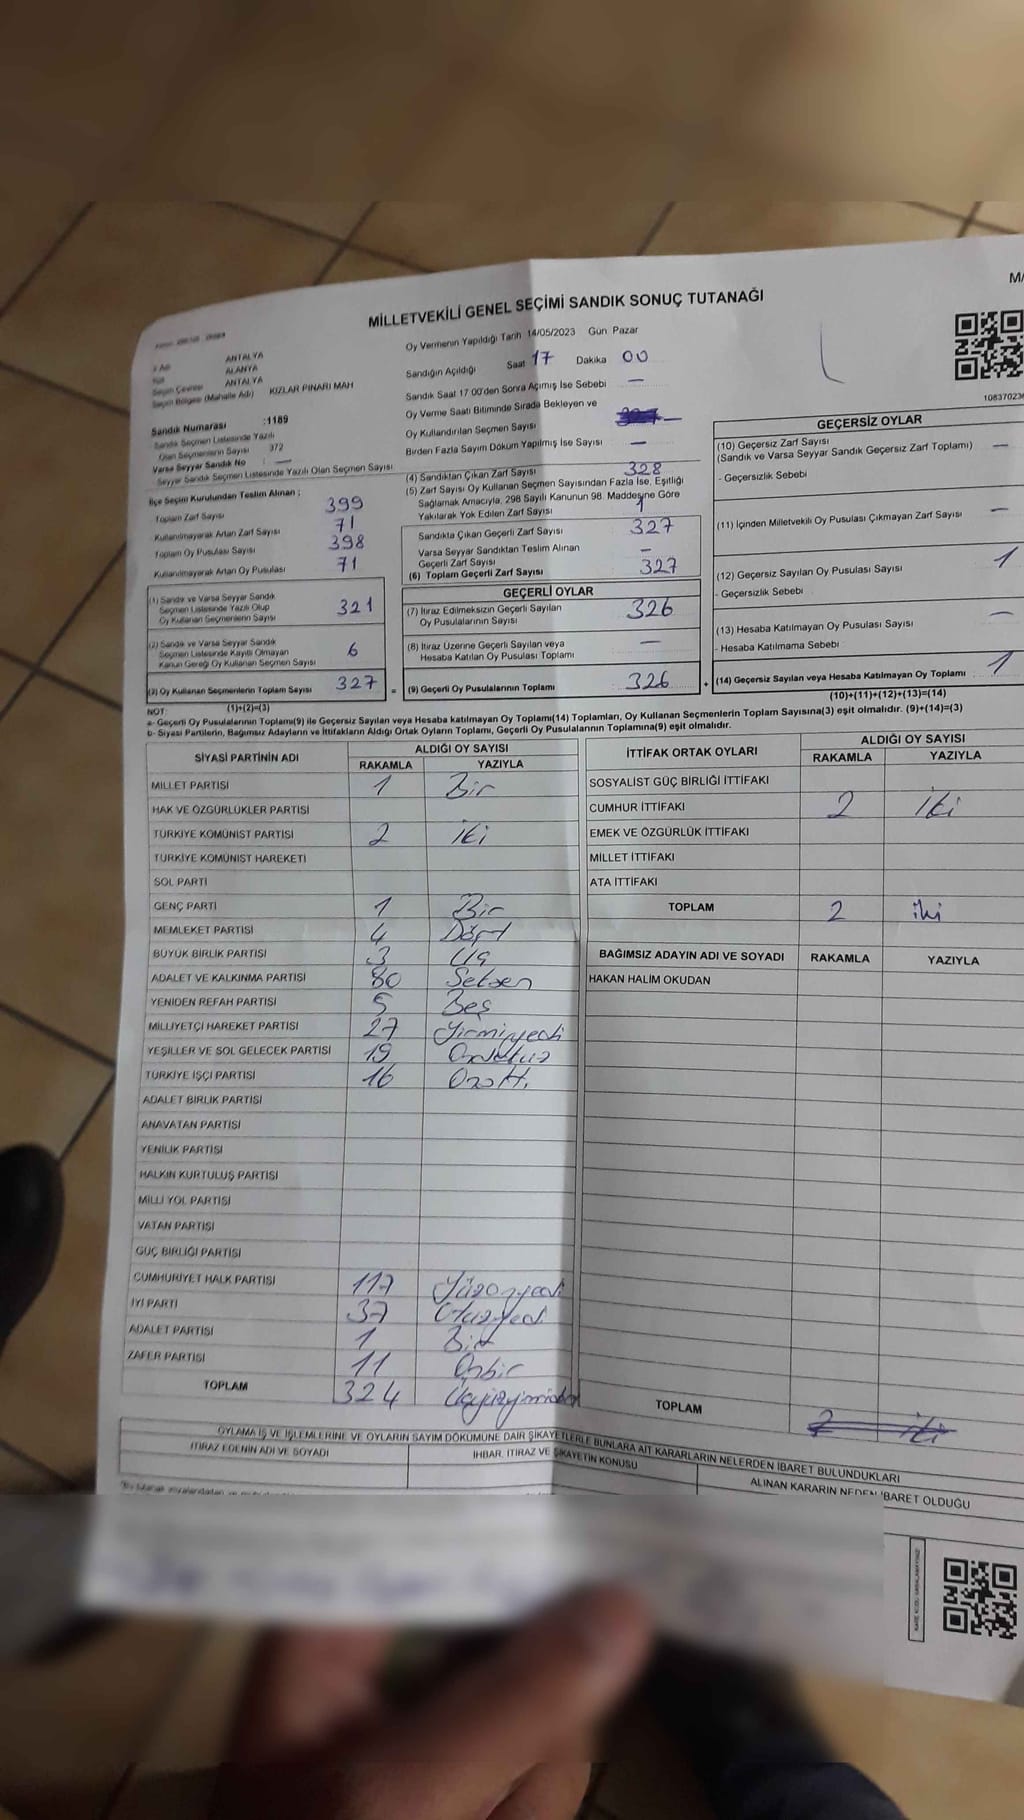 MİLLETVEKİLİ GENEL SEÇİMİ SANDIK SONUÇ TUTANAĞI
ANTALYA
ALANYA
ANTALYA
Seçim Bölgesi (Mahalle Adı) KIZLAR PINARI MAH
Oy Vermenin Yapıldığı Tarih 14/05/2023 Gün Pazar
Sandığın Açıldığı Saat 17 Dakika 00
Sandık Saat 17 00'den Sonra Açımış İse Sebebi —
Oy Verme Saati Bitiminde Sırada Bekleyen ve
Oy Kullandırılan Seçmen Sayısı
Birden Fazla Sayım Döküm Yapılmış İse Sayısı —
Sandık Numarası :1189
Sandık Seçmen Listesinde Yazılı
Olan Seçmenlerin Sayısı 372
Varsa Seyyar Sandık No —
Seyyar Sandık Seçmen Listesinde Yazılı Olan Seçmen Sayısı
İlçe Seçim Kurulundan Teslim Alınan ;
Toplam Zarf Sayısı 399
Kullanılmayarak Artan Zarf Sayısı 71
Toplam Oy Pusulası Sayısı 398
Kullanılmayarak Artan Oy Pusulası 71
(1) Sandık ve Varsa Seyyar Sandık
Seçmen Listesinde Yazılı Olup
Oy Kullanan Seçmenlerin Sayısı 321
(2) Sandık ve Varsa Seyyar Sandık
Seçmen Listesinde Kayıtlı Olmayan
Kanun Gereği Oy Kullanan Seçmen Sayısı 6
(3) Oy Kullanan Seçmenlerin Toplam Sayısı 327
(1)+(2)=(3)
(4) Sandıktan Çıkan Zarf Sayısı 328
(5) Zarf Sayısı Oy Kullanan Seçmen Sayısından Fazla İse, Eşitliği
Sağlamak Amacıyla, 298 Sayılı Kanunun 98. Maddesine Göre
Yakılarak Yok Edilen Zarf Sayısı 1
Sandıkta Çıkan Geçerli Zarf Sayısı 327
Varsa Seyyar Sandıktan Teslim Alınan
Geçerli Zarf Sayısı —
(6) Toplam Geçerli Zarf Sayısı 327
GEÇERLİ OYLAR
(7) İtiraz Edilmeksizin Geçerli Sayılan
Oy Pusulalarının Sayısı 326
(8) İtiraz Üzerine Geçerli Sayılan veya
Hesaba Katılan Oy Pusulası Toplamı —
= (9) Geçerli Oy Pusulalarının Toplamı 326 +
GEÇERSİZ OYLAR
(10) Geçersiz Zarf Sayısı —
(Sandık ve Varsa Seyyar Sandık Geçersiz Zarf Toplamı)
- Geçersizlik Sebebi
(11) İçinden Milletvekili Oy Pusulası Çıkmayan Zarf Sayısı —
(12) Geçersiz Sayılan Oy Pusulası Sayısı 1
- Geçersizlik Sebebi
(13) Hesaba Katılmayan Oy Pusulası Sayısı —
- Hesaba Katılmama Sebebi
(14) Geçersiz Sayılan veya Hesaba Katılmayan Oy Toplamı 1
(10)+(11)+(12)+(13)=(14)
NOT:
a- Geçerli Oy Pusulalarının Toplamı(9) ile Geçersiz Sayılan veya Hesaba katılmayan Oy Toplamı(14) Toplamları, Oy Kullanan Seçmenlerin Toplam Sayısına(3) eşit olmalıdır. (9)+(14)=(3)
b- Siyasi Partilerin, Bağımsız Adayların ve İttifakların Aldığı Ortak Oyların Toplamı, Geçerli Oy Pusulalarının Toplamına(9) eşit olmalıdır.
SİYASİ PARTİNİN ADI ALDIĞI OY SAYISI
RAKAMLA YAZIYLA
MİLLET PARTİSİ 1 Bir
HAK VE ÖZGÜRLÜKLER PARTİSİ
TÜRKİYE KOMÜNİST PARTİSİ 2 İki
TÜRKİYE KOMÜNİST HAREKETİ
SOL PARTİ
GENÇ PARTİ 1 Bir
MEMLEKET PARTİSİ 4 Dört
BÜYÜK BİRLİK PARTİSİ 3 Üç
ADALET VE KALKINMA PARTİSİ 80 Seksen
YENİDEN REFAH PARTİSİ 5 Beş
MİLLİYETÇİ HAREKET PARTİSİ 27 Yirmiyedi
YEŞİLLER VE SOL GELECEK PARTİSİ 19 Ondokuz
TÜRKİYE İŞÇİ PARTİSİ 16 Onaltı
ADALET BİRLİK PARTİSİ
ANAVATAN PARTİSİ
YENİLİK PARTİSİ
HALKIN KURTULUŞ PARTİSİ
MİLLİ YOL PARTİSİ
VATAN PARTİSİ
GÜÇ BİRLİĞİ PARTİSİ
CUMHURİYET HALK PARTİSİ 117 Yüzonyedi
İYİ PARTİ 37 Otuzyedi
ADALET PARTİSİ 1 Bir
ZAFER PARTİSİ 11 Onbir
TOPLAM 324 Üçyüzyirmidört
İTTİFAK ORTAK OYLARI ALDIĞI OY SAYISI
RAKAMLA YAZIYLA
SOSYALİST GÜÇ BİRLİĞİ İTTİFAKI
CUMHUR İTTİFAKI 2 İki
EMEK VE ÖZGÜRLÜK İTTİFAKI
MİLLET İTTİFAKI
ATA İTTİFAKI
TOPLAM 2 iki
BAĞIMSIZ ADAYIN ADI VE SOYADI RAKAMLA YAZIYLA
HAKAN HALİM OKUDAN
TOPLAM 2 iki
OYLAMA İŞ VE İŞLEMLERİNE VE OYLARIN SAYIM DÖKÜMÜNE DAİR ŞİKAYETLERLE BUNLARA AİT KARARLARIN NELERDEN İBARET BULUNDUKLARI
İTİRAZ EDENİN ADI VE SOYADI
İHBAR, İTİRAZ VE ŞİKAYETİN KONUSU
ALINAN KARARIN NEDEN İBARET OLDUĞU